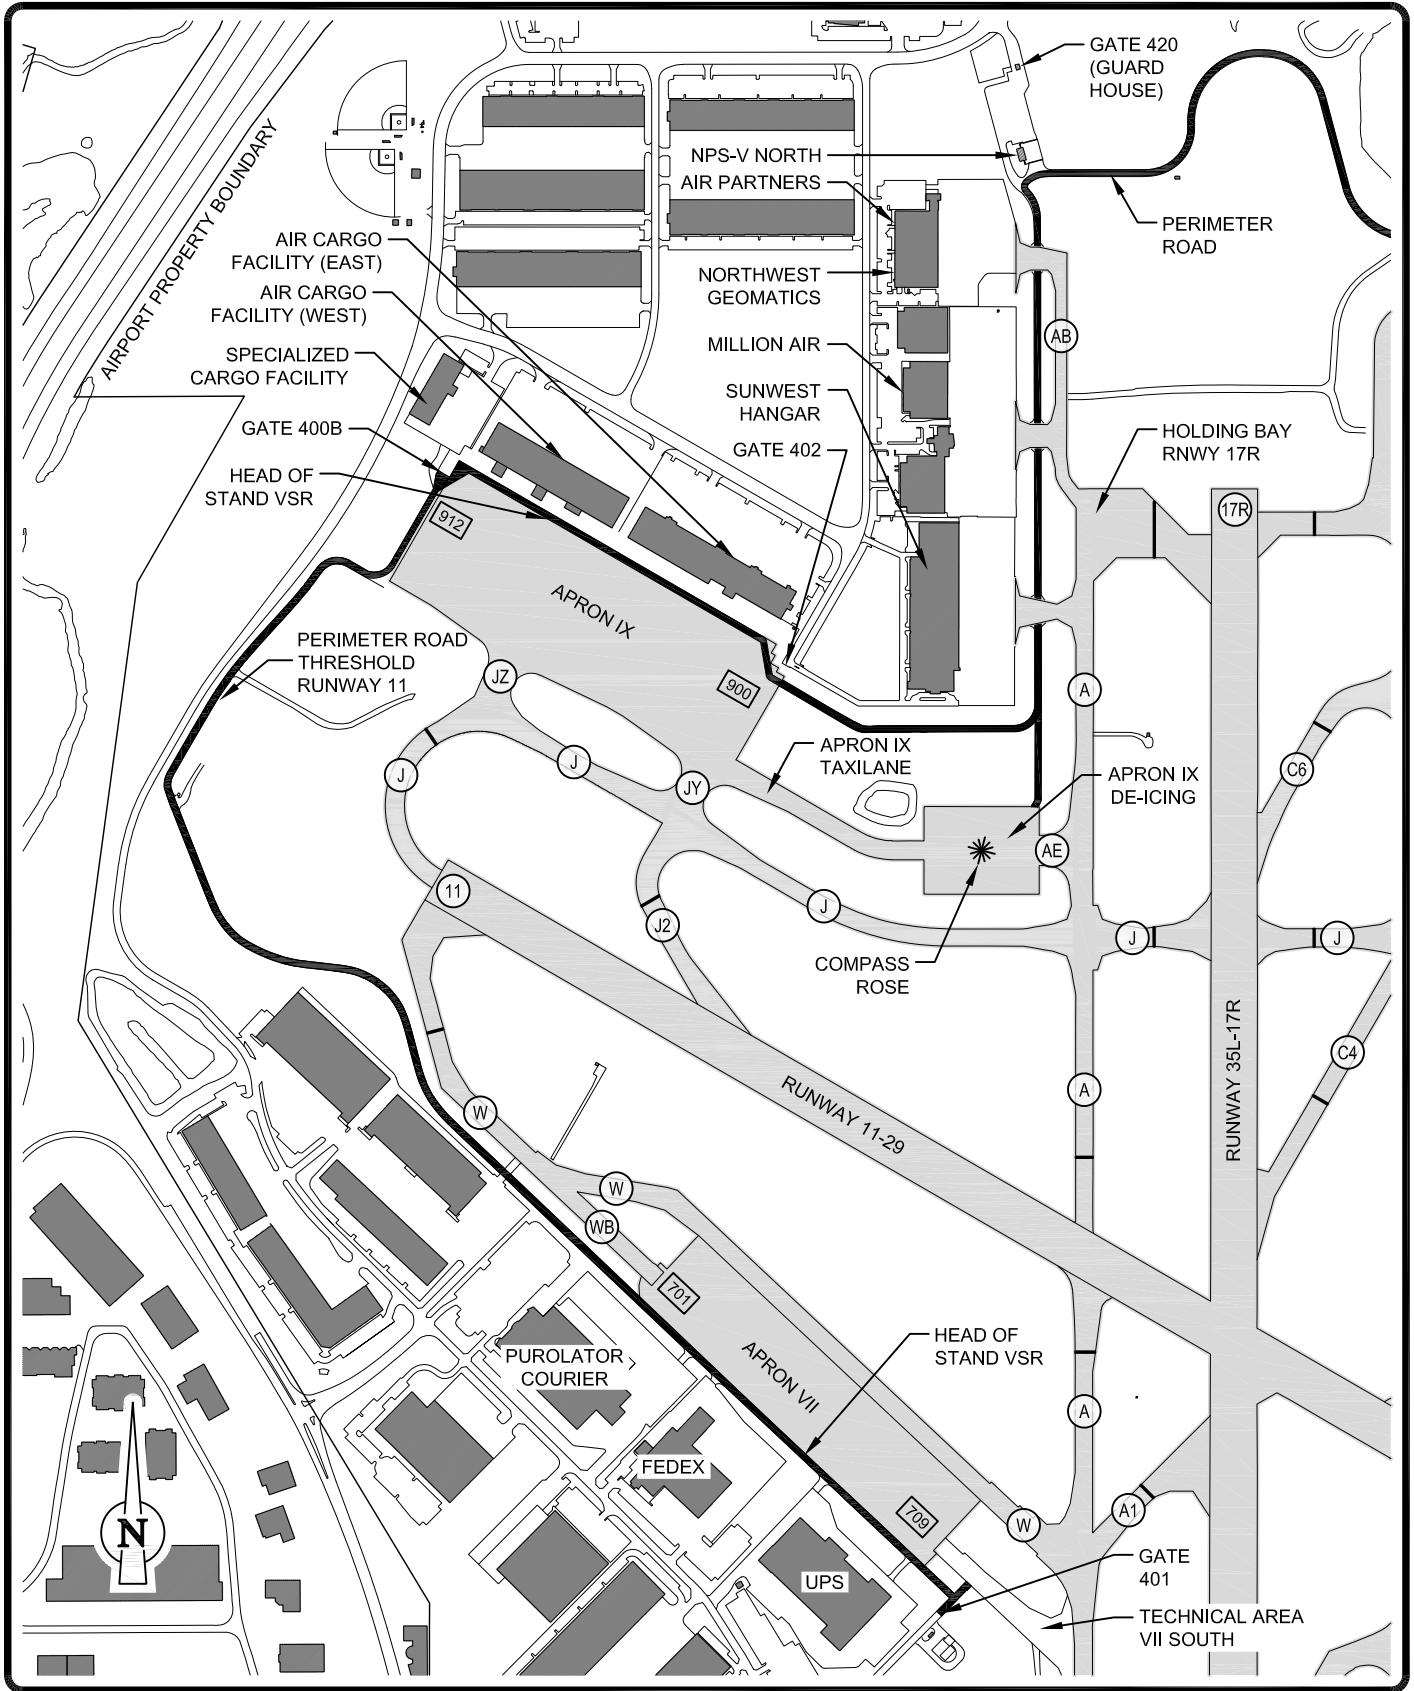 GATE 420
(GUARD
HOUSE)
AIRPORT PROPERTY BOUNDARY
NPS-V NORTH
AIR PARTNERS
PERIMETER
ROAD
AIR CARGO
FACILITY (EAST)
NORTHWEST
GEOMATICS
AIR CARGO
FACILITY (WEST)
AB
MILLION AIR
SPECIALIZED
CARGO FACILITY
SUNWEST
HANGAR
GATE 400B
GATE 402
HOLDING BAY
RNWY 17R
HEAD OF
STAND VSR
912
17R
APRON IX
PERIMETER ROAD
THRESHOLD
RUNWAY 11
JZ
900
A
J
J
JY
APRON IX
TAXILANE
C6
APRON IX
DE-ICING
AE
11
J
J2
J
J
COMPASS
ROSE
RUNWAY 35L-17R
C4
RUNWAY 11-29
A
W
W
WB
701
HEAD OF
STAND VSR
PUROLATOR
COURIER
APRON VII
A
FEDEX
709
W
A1
N
GATE
401
UPS
TECHNICAL AREA
VII SOUTH